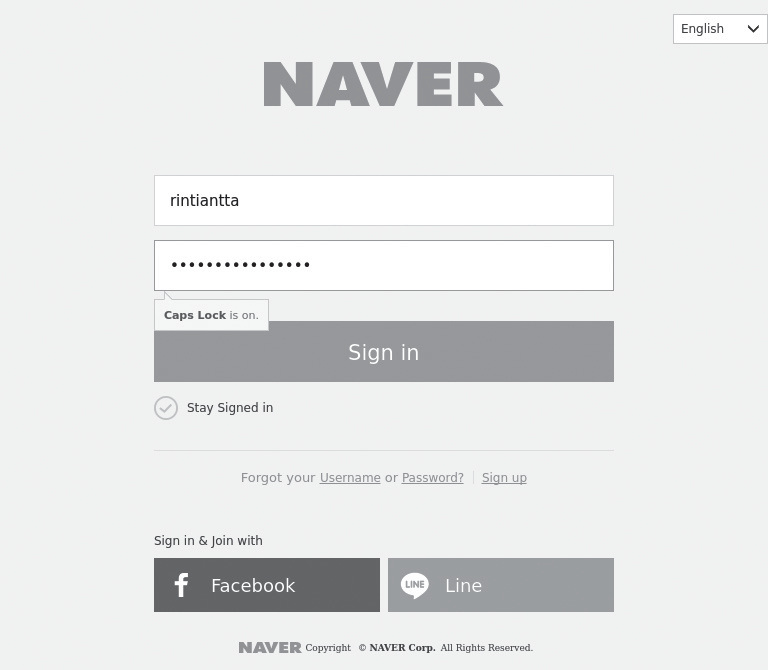 English
NAVER
rintiantta
••••••••••••••••
Caps Lock is on.
Sign in
Stay Signed in
Forgot your Username or Password? Sign up
Sign in & Join with
Facebook
LINE Line
NAVER Copyright © NAVER Corp. All Rights Reserved.